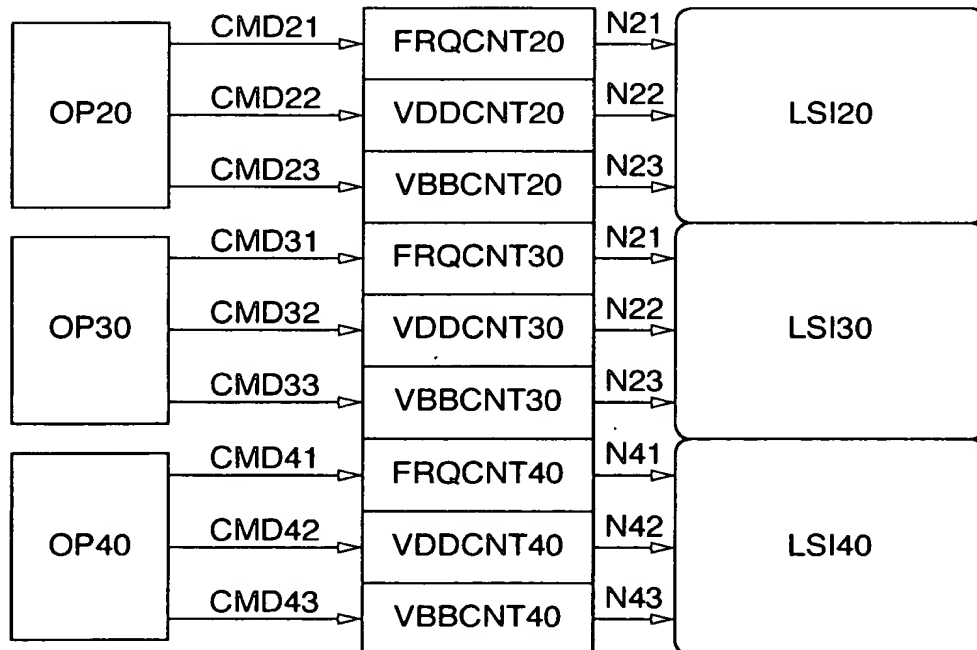 CMD21
FRQCNT20
N21
OP20
CMD22
VDDCNT20
N22
LSI20
CMD23
VBBCNT20
N23
CMD31
FRQCNT30
N21
OP30
CMD32
VDDCNT30
N22
LSI30
CMD33
VBBCNT30
N23
CMD41
FRQCNT40
N41
OP40
CMD42
VDDCNT40
N42
LSI40
CMD43
VBBCNT40
N43